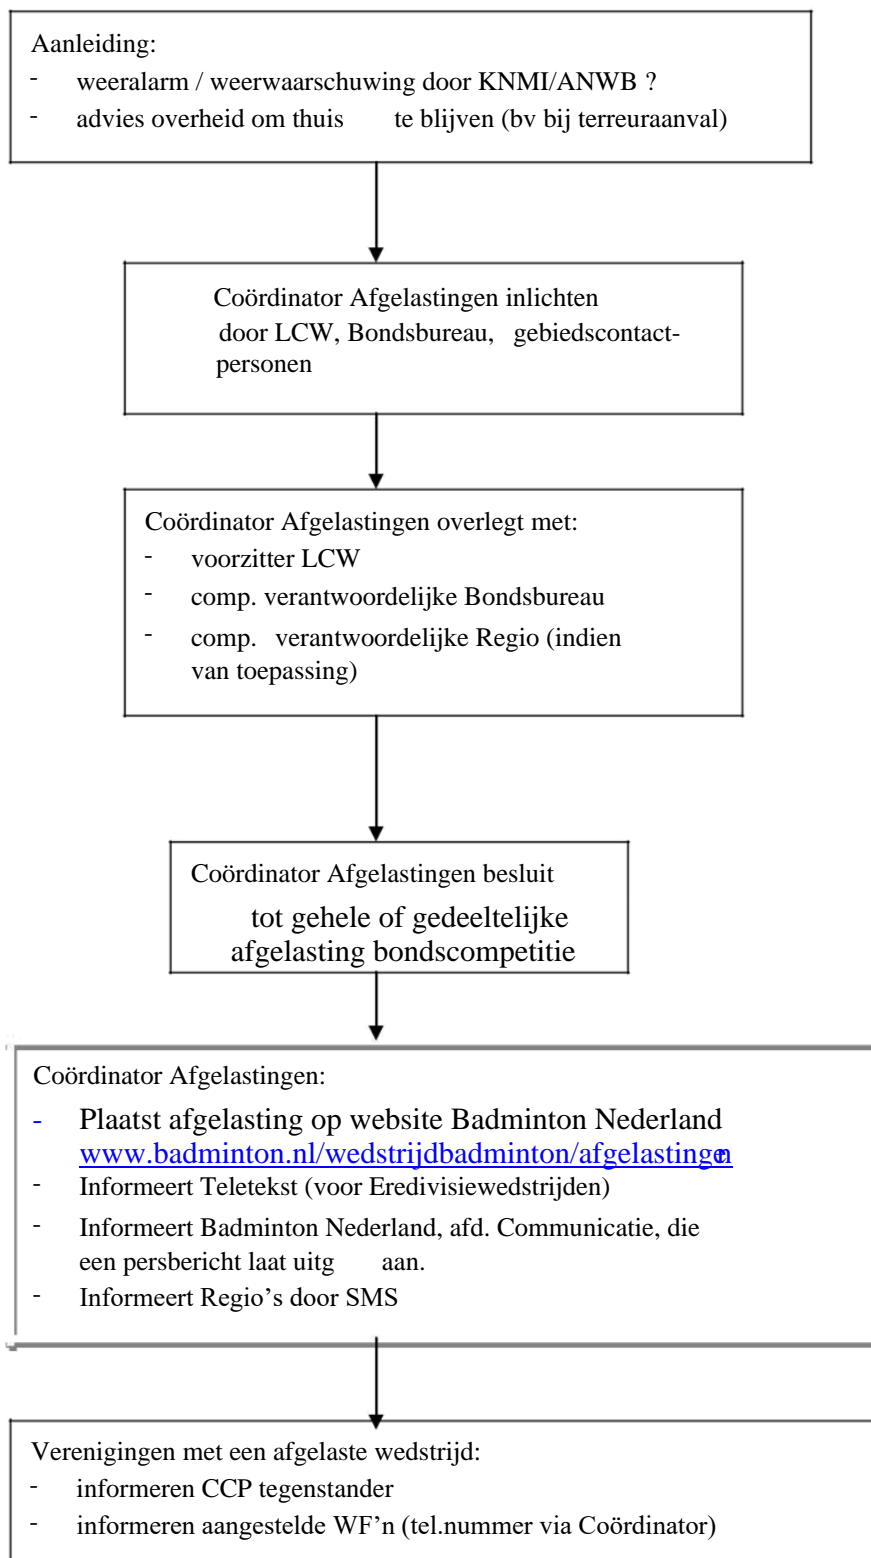 Aanleiding:
- weeralarm / weerwaarschuwing door KNMI/ANWB ?
- advies overheid om thuis te blijven (bv bij terreuraanval)
Coördinator Afgelastingen inlichten
door LCW, Bondsbureau, gebiedscontact-
personen
Coördinator Afgelastingen overlegt met:
- voorzitter LCW
- comp. verantwoordelijke Bondsbureau
- comp. verantwoordelijke Regio (indien
van toepassing)
Coördinator Afgelastingen besluit
tot gehele of gedeeltelijke
afgelasting bondscompetitie
Coördinator Afgelastingen:
- Plaatst afgelasting op website Badminton Nederland
www.badminton.nl/wedstrijdbadminton/afgelastingen
- Informeert Teletekst (voor Eredivisiewedstrijden)
- Informeert Badminton Nederland, afd. Communicatie, die
een persbericht laat uitg aan.
- Informeert Regio’s door SMS
Verenigingen met een afgelaste wedstrijd:
- informeren CCP tegenstander
- informeren aangestelde WF’n (tel.nummer via Coördinator)